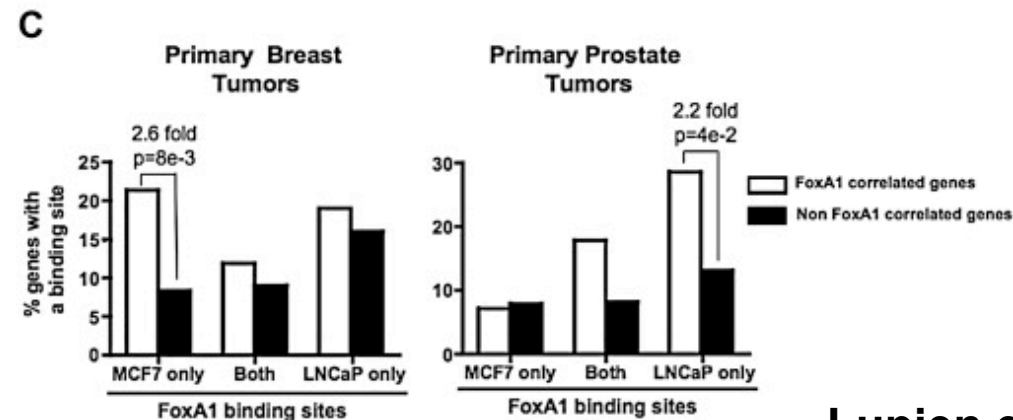 C
Primary Breast
Tumors
2.6 fold
p=8e-3
% genes with
a binding site
25
20
15
10
5
0
MCF7 only Both LNCaP only
FoxA1 binding sites
Primary Prostate
Tumors
2.2 fold
p=4e-2
30
20
10
0
MCF7 only Both LNCaP only
FoxA1 binding sites
FoxA1 correlated genes
Non FoxA1 correlated genes